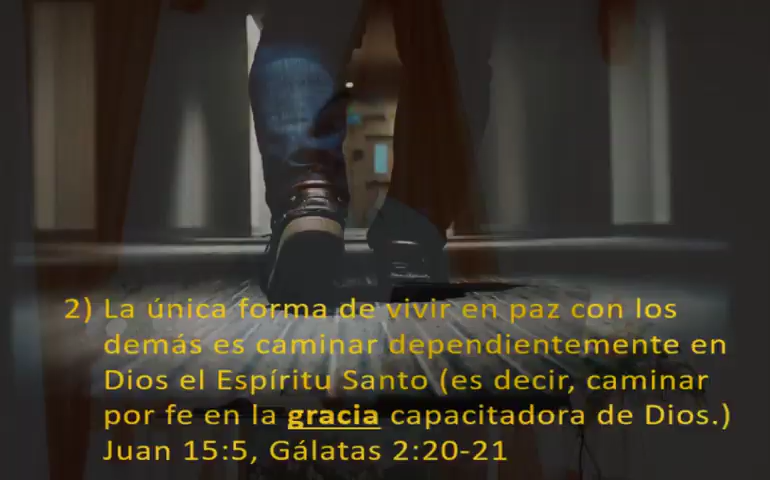 2) La única forma de vivir en paz con los
demás es caminar dependientemente en
Dios el Espíritu Santo (es decir, caminar
por fe en la gracia capacitadora de Dios.)
Juan 15:5, Gálatas 2:20-21